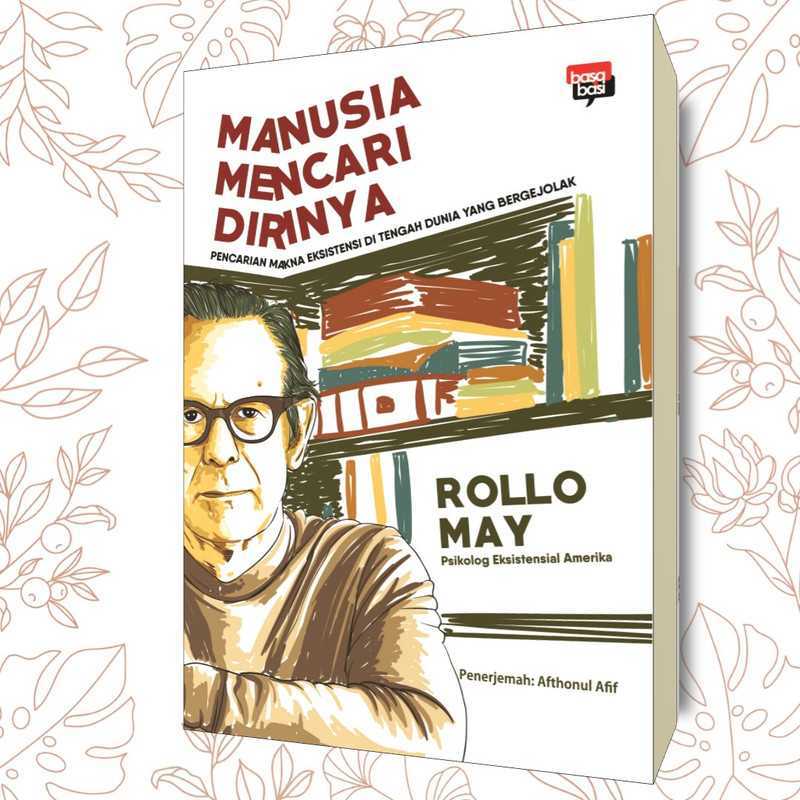 basa
basi
MANUSIA
MENCARI
DIRINYA
PENCARIAN MAKNA EKSISTENSI DI TENGAH DUNIA YANG BERGEJOLAK
ROLLO
MAY
Psikolog Eksistensial Amerika
Penerjemah: Afthonul Afif